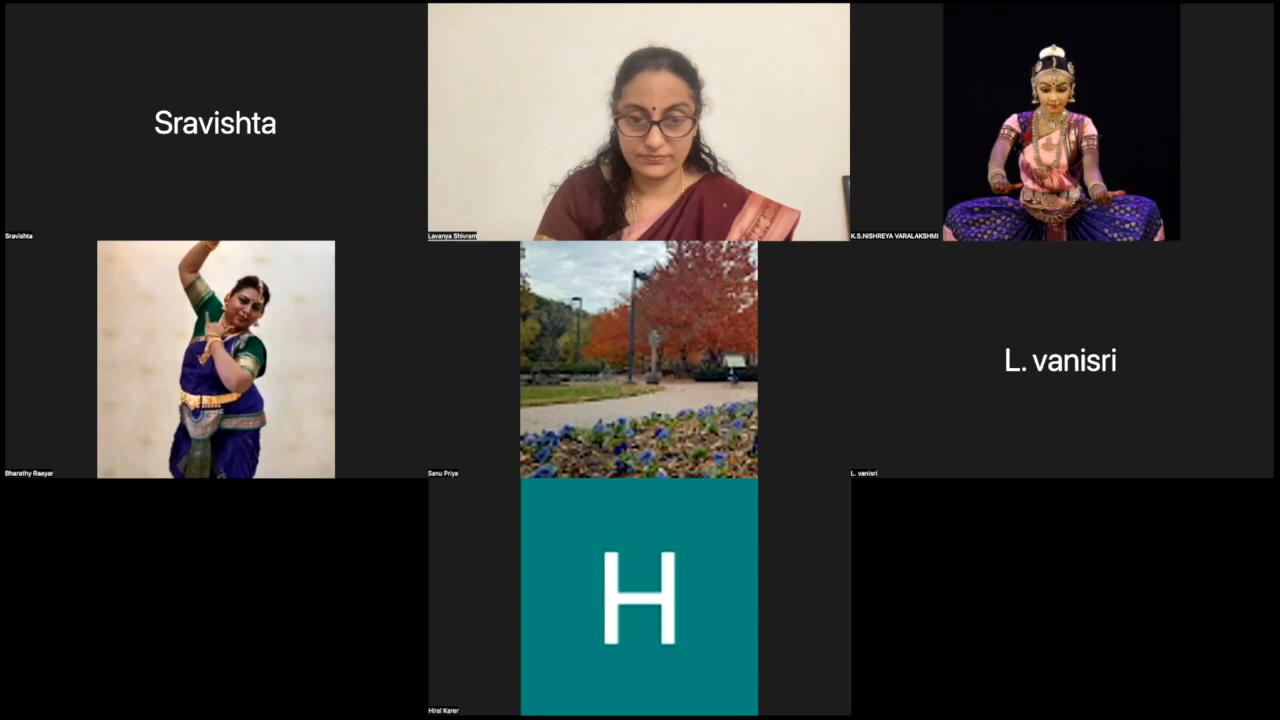 Sravishta
Sravishta
Lavanya Shivram
K.S.NISHREYA VARALAKSHMI
Bharathy Raayar
Sanu Priya
L. vanisri
L. vanisri
H
Hiral Karer